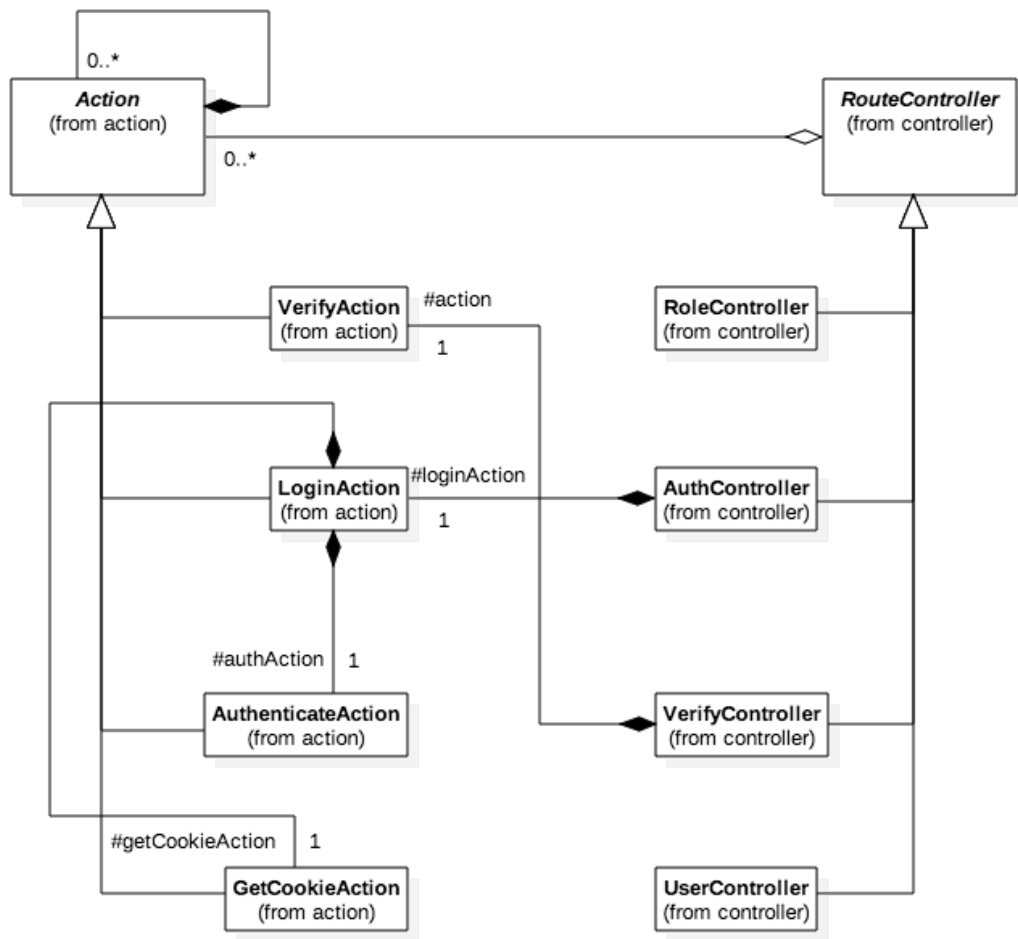 0..*
Action
(from action)
RouteController
(from controller)
0..*
VerifyAction
(from action)
#action
1
RoleController
(from controller)
LoginAction
(from action)
#loginAction
1
AuthController
(from controller)
#authAction
1
AuthenticateAction
(from action)
VerifyController
(from controller)
#getCookieAction
1
GetCookieAction
(from action)
UserController
(from controller)